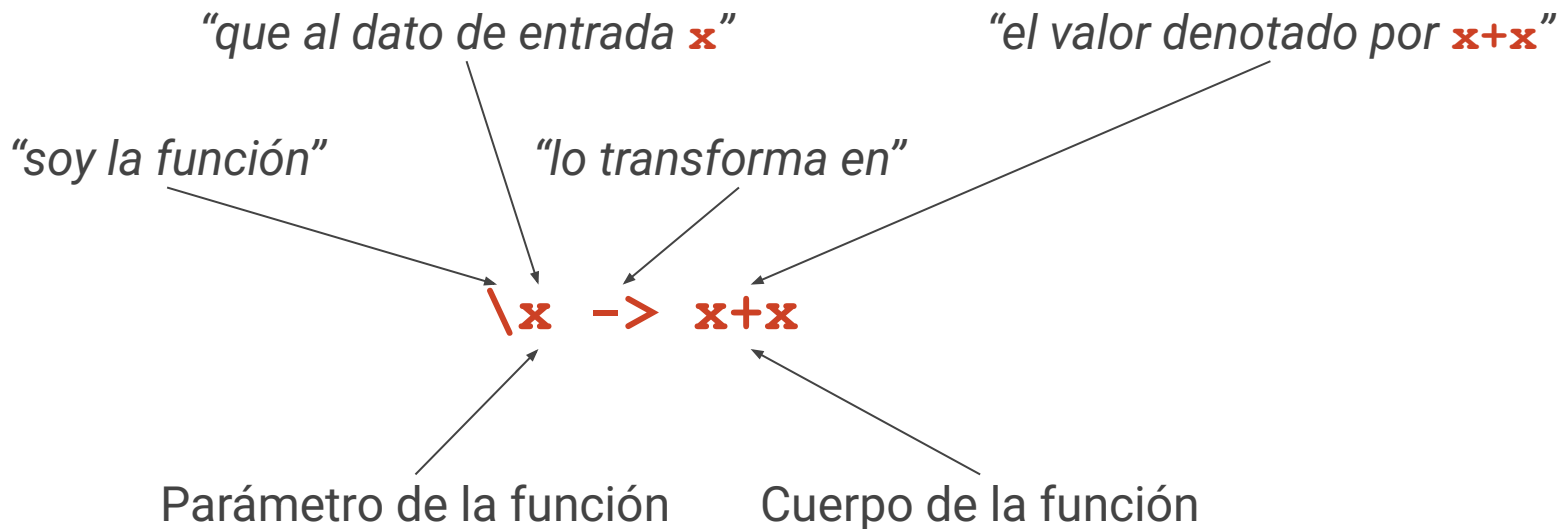 “que al dato de entrada x” “el valor denotado por x+x”
“soy la función” “lo transforma en”
\x -> x+x
Parámetro de la función Cuerpo de la función